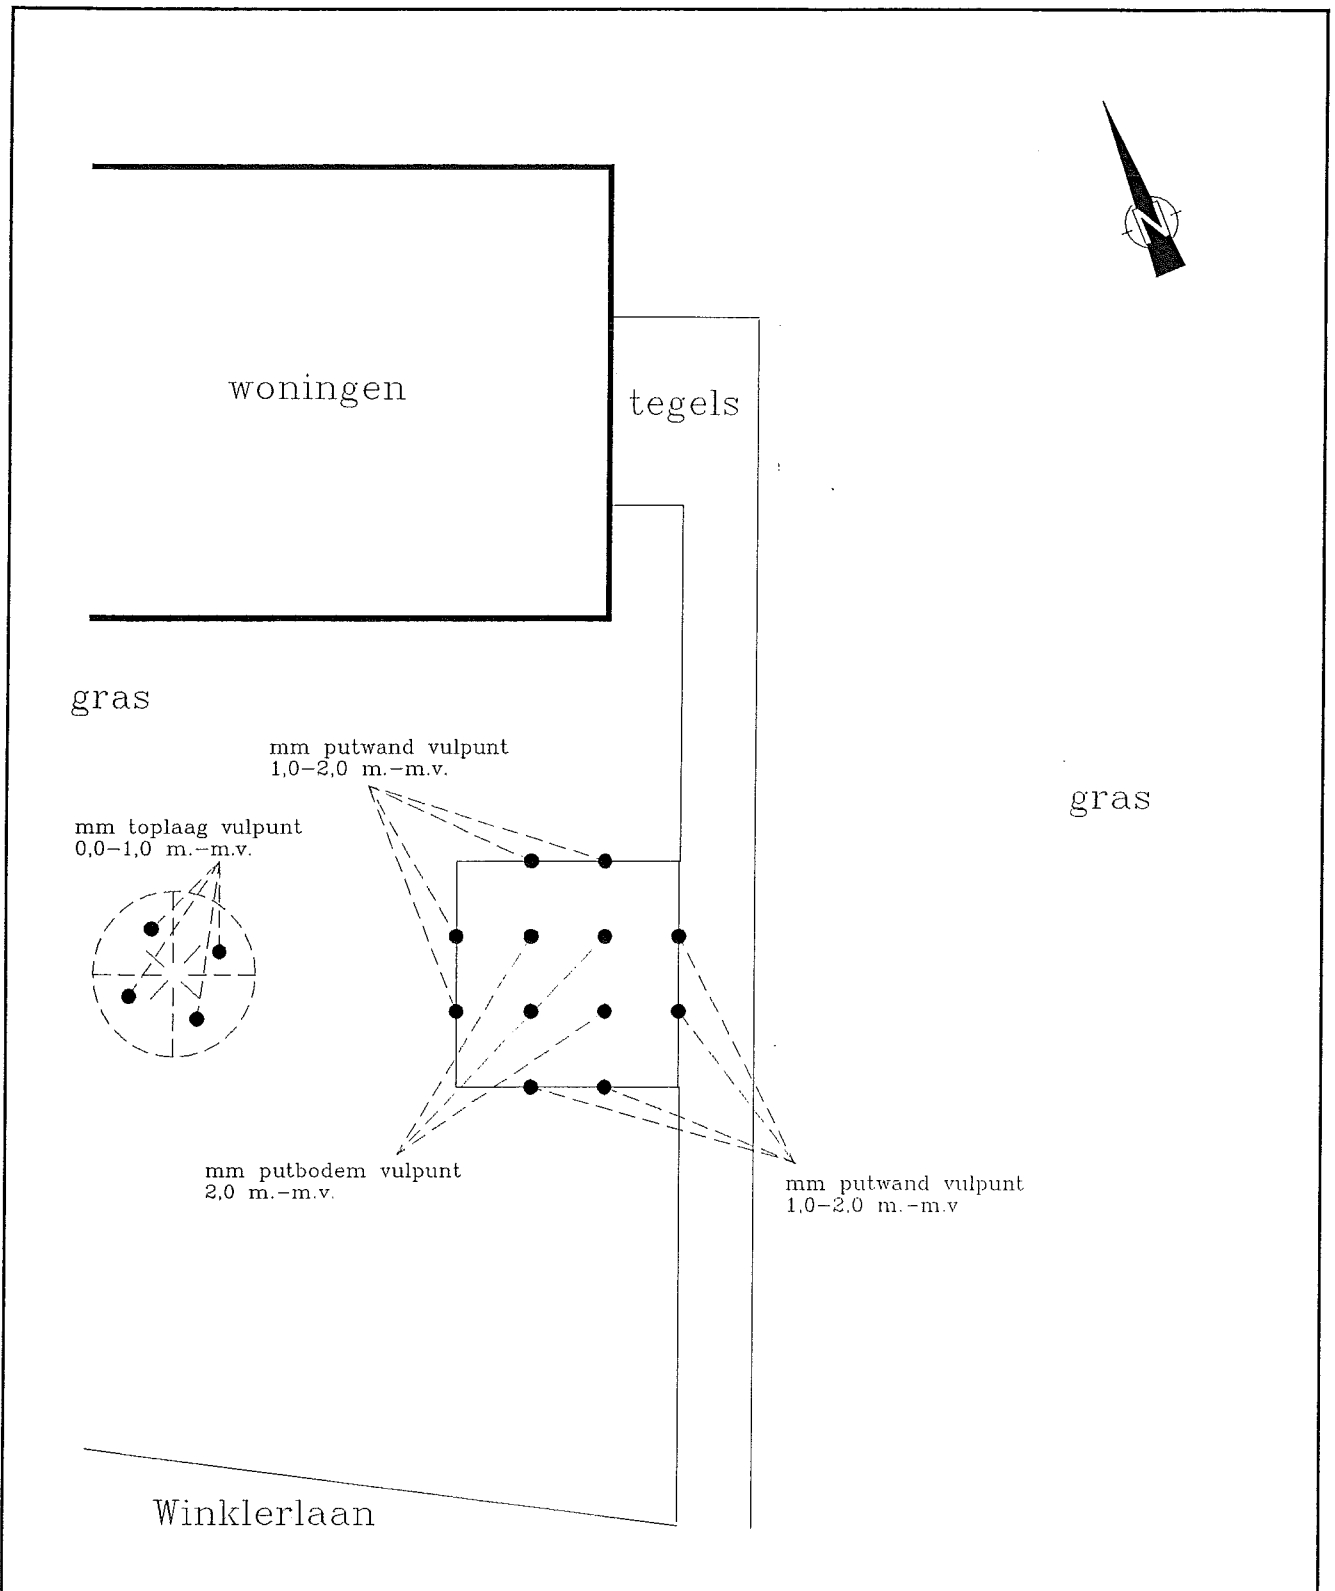 N
woningen
tegels
gras
mm putwand vulpunt
1,0-2,0 m.-m.v.
gras
mm toplaag vulpunt
0,0-1,0 m.-m.v.
mm putbodem vulpunt
2,0 m.-m.v.
mm putwand vulpunt
1,0-2,0 m.-m.v
Winklerlaan